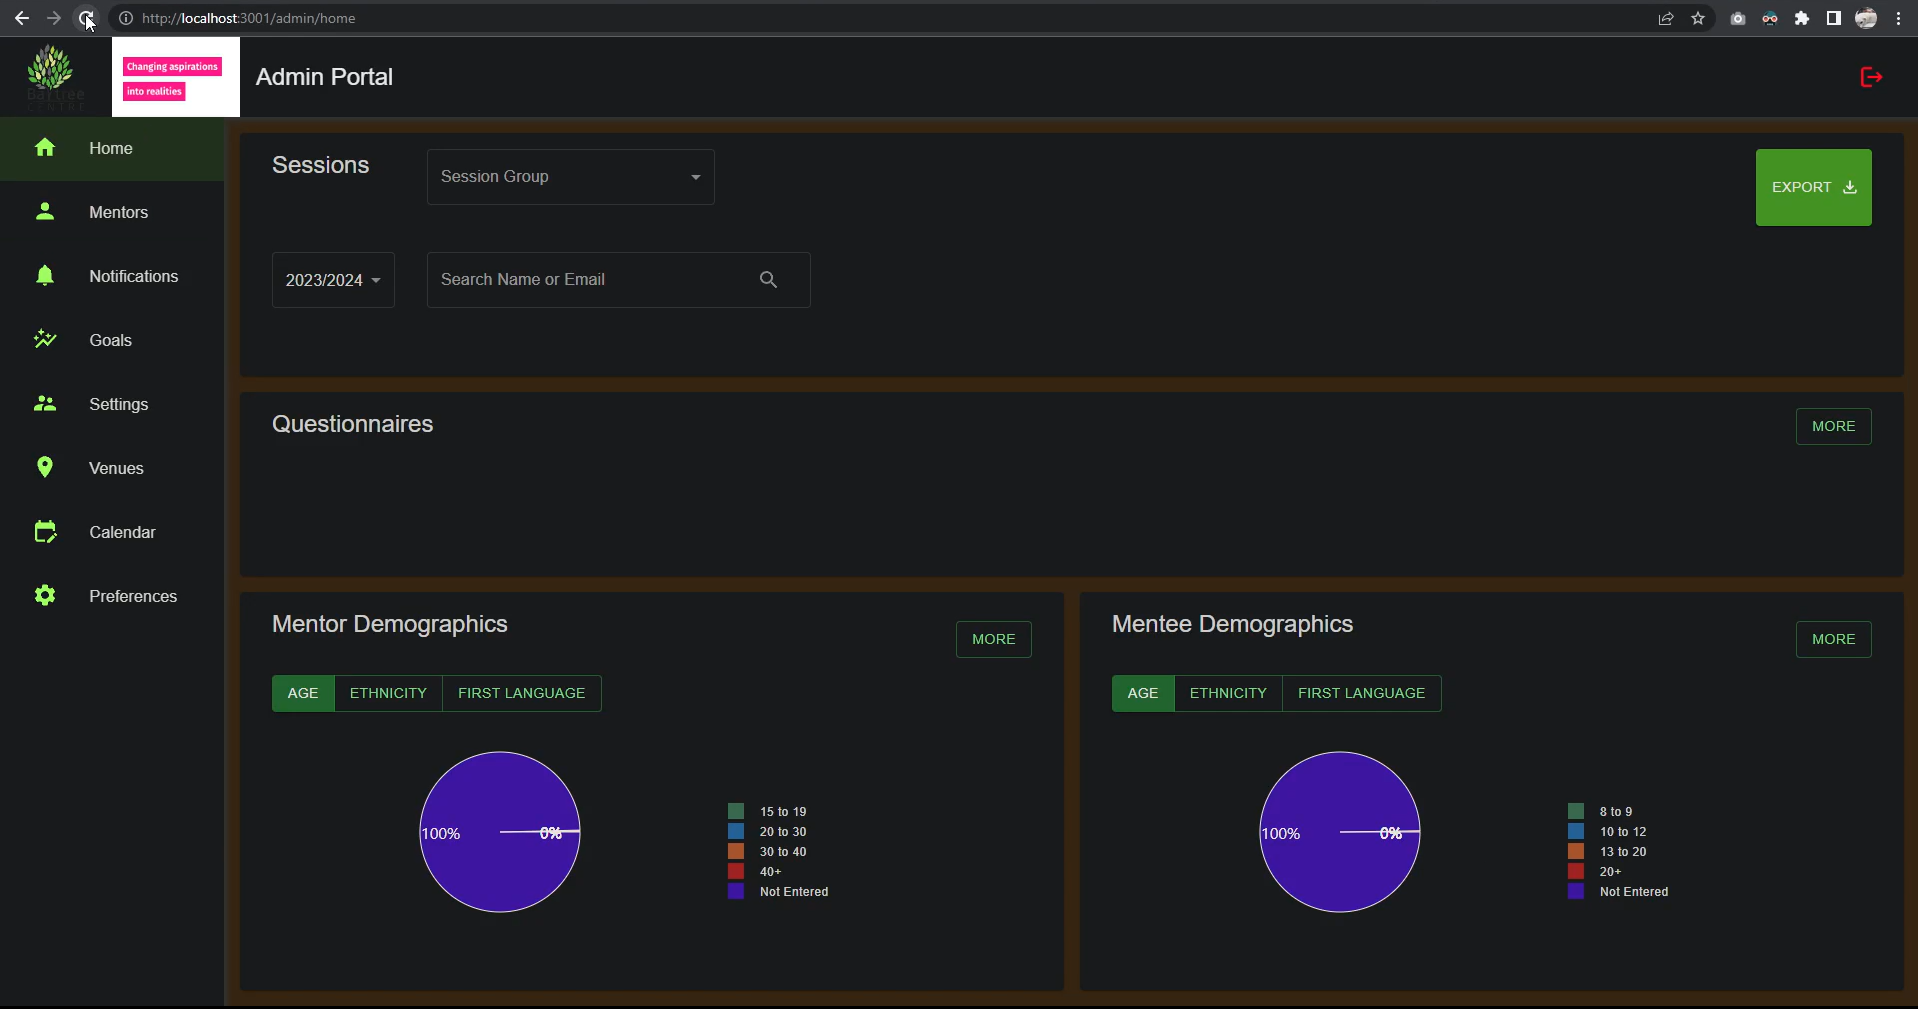 http://localhost:3001/admin/home
Baytree
CENTRE
Changing aspirations
into realities
Admin Portal
Home
Mentors
Notifications
Goals
Settings
Venues
Calendar
Preferences
Sessions
Session Group
EXPORT
2023/2024
Search Name or Email
Questionnaires
MORE
Mentor Demographics
MORE
AGE ETHNICITY FIRST LANGUAGE
100% 0%
15 to 19
20 to 30
30 to 40
40+
Not Entered
Mentee Demographics
MORE
AGE ETHNICITY FIRST LANGUAGE
100% 0%
8 to 9
10 to 12
13 to 20
20+
Not Entered